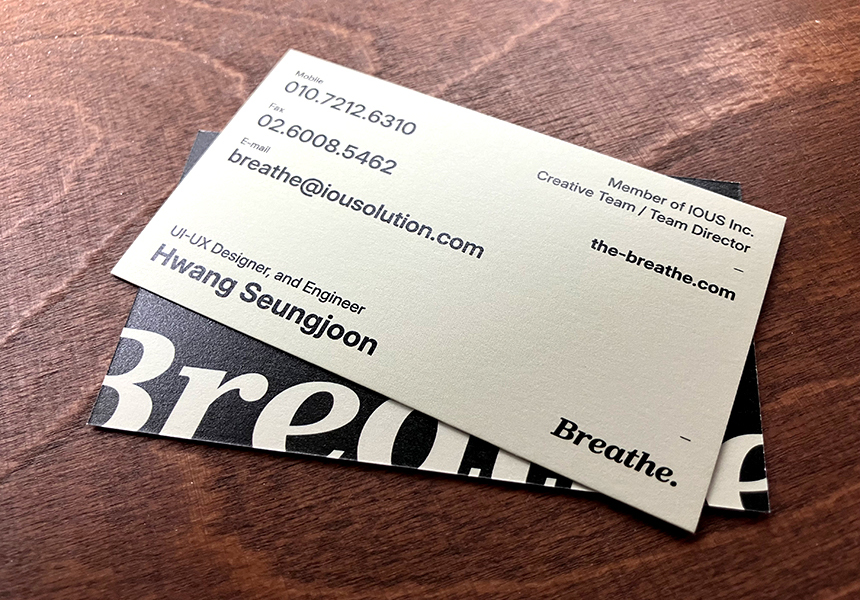 Mobile
010.7212.6310
Fax
02.6008.5462
E-mail
breathe@iousolution.com
UI-UX Designer, and Engineer
Hwang Seungjoon
Member of IOUS Inc.
Creative Team / Team Director
–
the-breathe.com
–
Breathe.
Brea
e